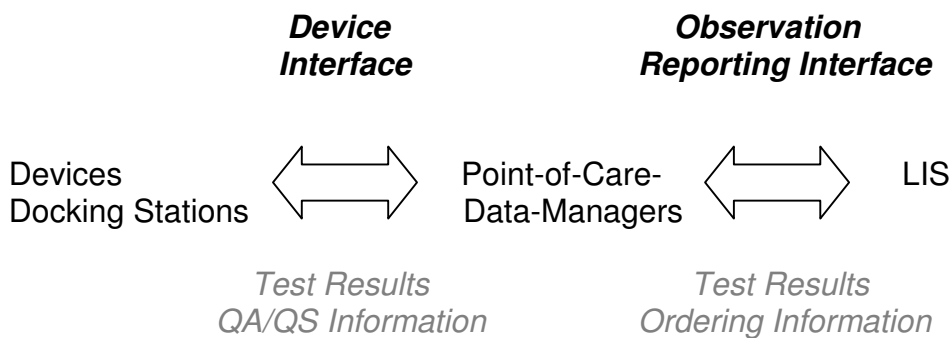 Device
Interface
Observation
Reporting Interface
Devices
Docking Stations
Point-of-Care-
Data-Managers
LIS
Test Results
QA/QS Information
Test Results
Ordering Information